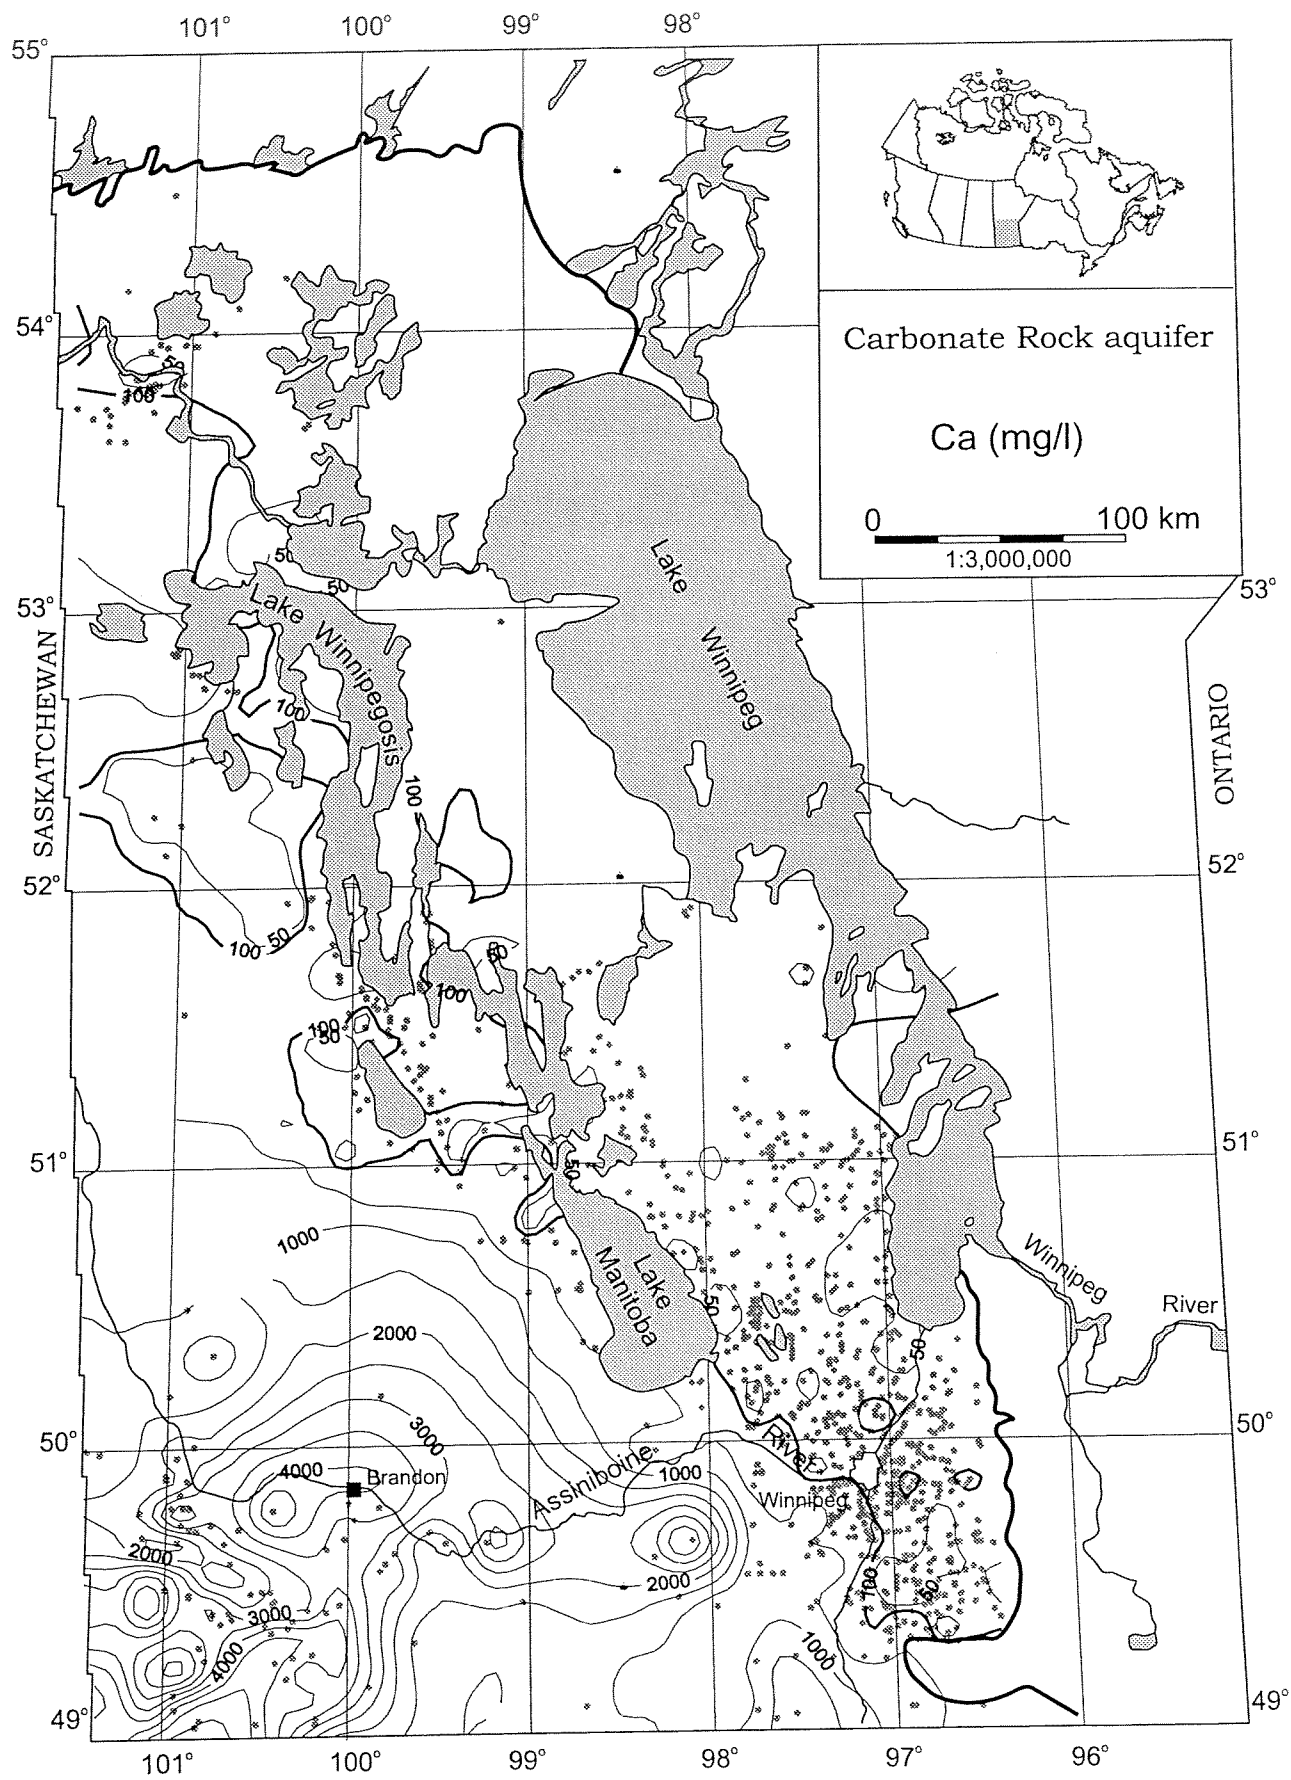 101° 100° 99° 98°
55°
54°
53°
52°
51°
50°
49°
Carbonate Rock aquifer
Ca (mg/l)
0 100 km
1:3,000,000
53°
52°
51°
50°
49°
SASKATCHEWAN
ONTARIO
50
100
50
50
Lake
Winnipegosis
Lake
Winnipeg
100
100
100
50
50
100
100
50
50
1000
Lake
Manitoba
50
Winnipeg
River
2000
50
3000
4000
Brandon
Assiniboine
River
1000
Winnipeg
2000
2000
3000
4000
100
50
1000
101° 100° 99° 98° 97° 96°